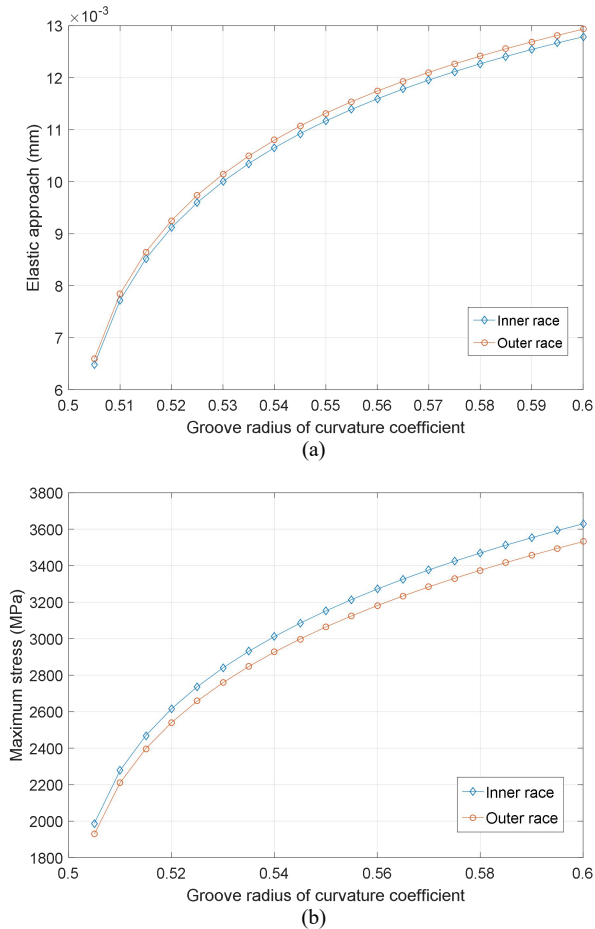 ×10⁻³
13
12
11
10
9
8
7
6
Elastic approach (mm)
Inner race
Outer race
0.5 0.51 0.52 0.53 0.54 0.55 0.56 0.57 0.58 0.59 0.6
Groove radius of curvature coefficient
(a)
3800
3600
3400
3200
3000
2800
2600
2400
2200
2000
1800
Maximum stress (MPa)
Inner race
Outer race
0.5 0.52 0.54 0.56 0.58 0.6
Groove radius of curvature coefficient
(b)